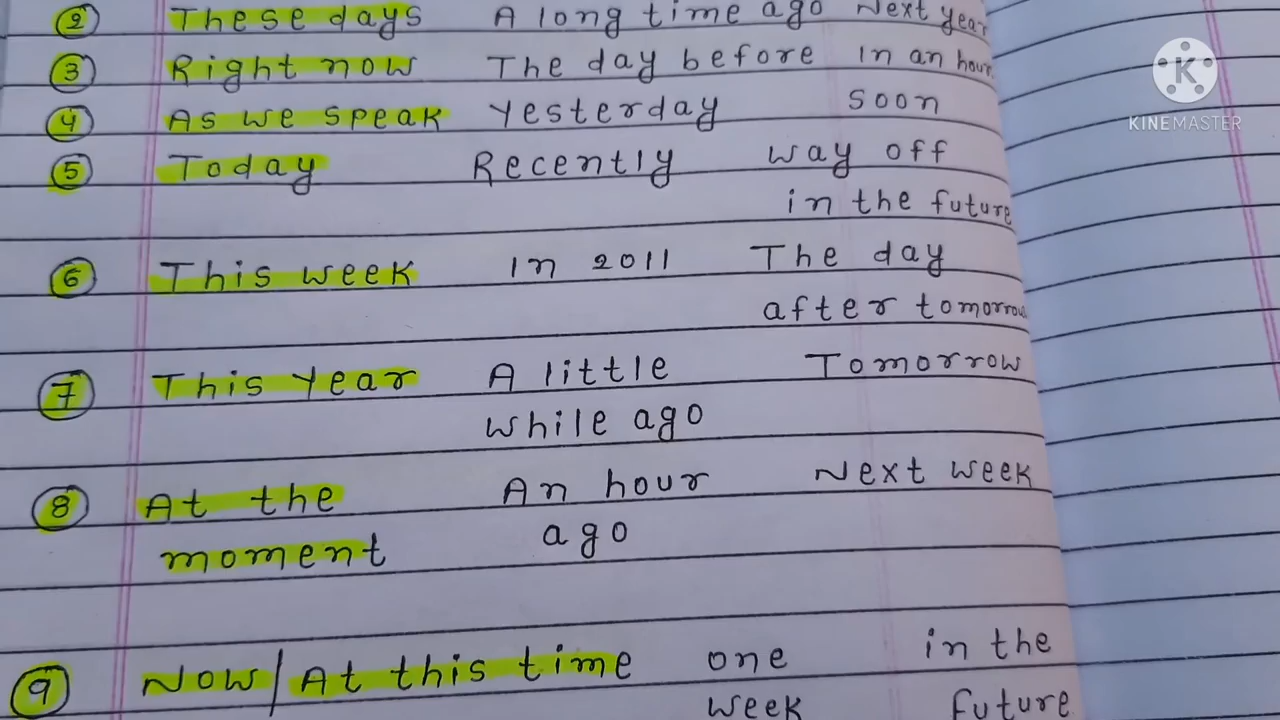 2 These days A long time ago Next year
3 Right now The day before In an hour
4 As we speak Yesterday Soon
5 Today Recently way off
in the future
6 This week In 2011 The day
after tomorrow
7 This Year A little Tomorrow
while ago
8 At the An hour Next week
moment ago
9 Now/At this time one in the
week future
K
KINEMASTER